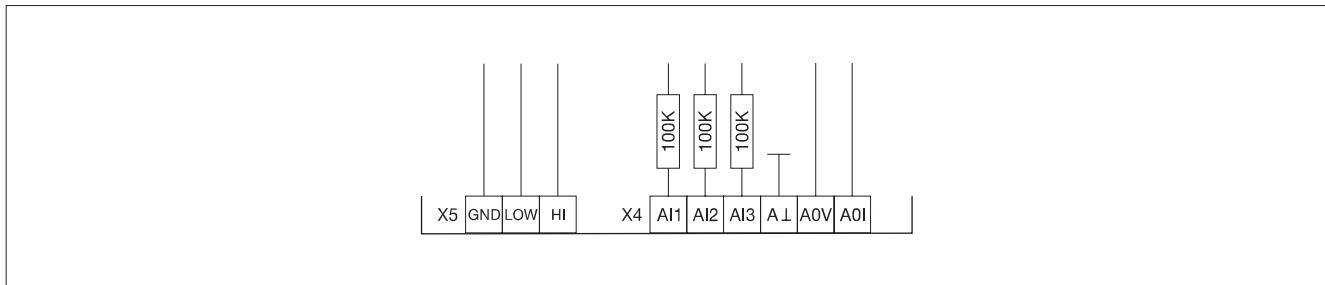 100K 100K 100K
X5 GND LOW HI X4 AI1 AI2 AI3 A⊥ A0V A0I